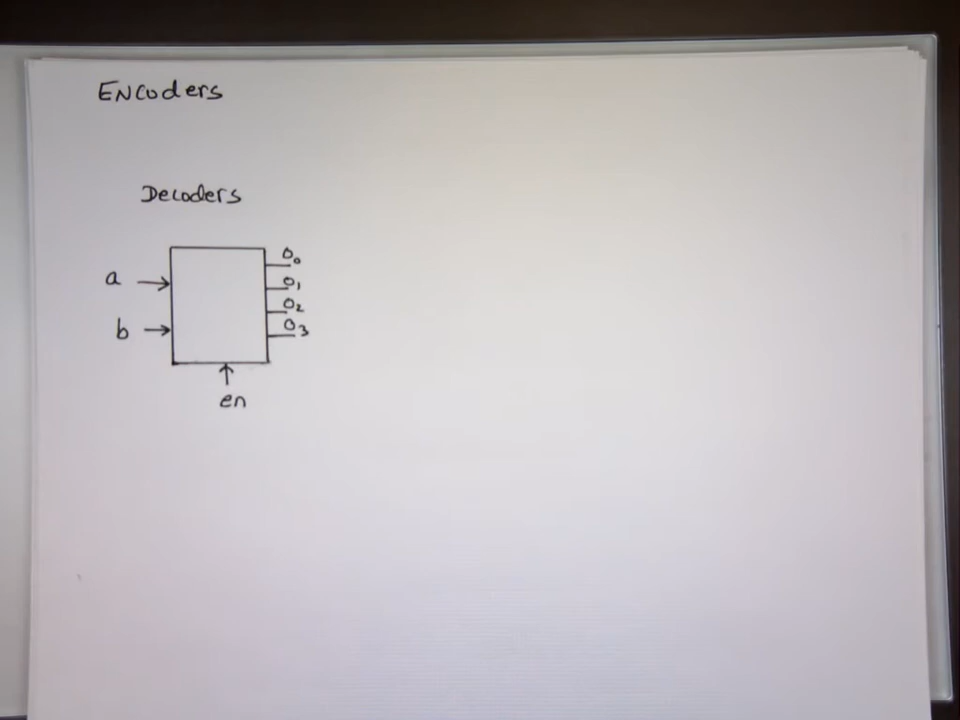 Encoders
Decoders
O₀
a
O₁
O₂
b
O₃
en